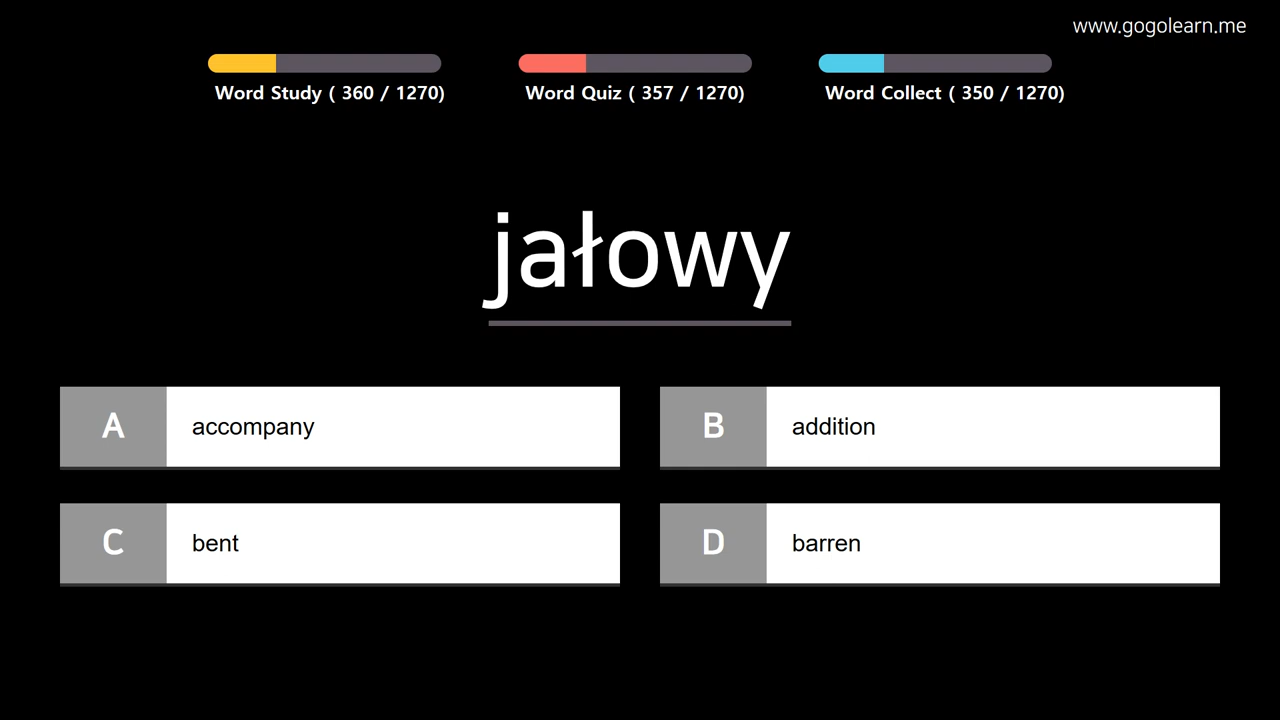 www.gogolearn.me
Word Study ( 360 / 1270)
Word Quiz ( 357 / 1270)
Word Collect ( 350 / 1270)
jałowy
A accompany
B addition
C bent
D barren